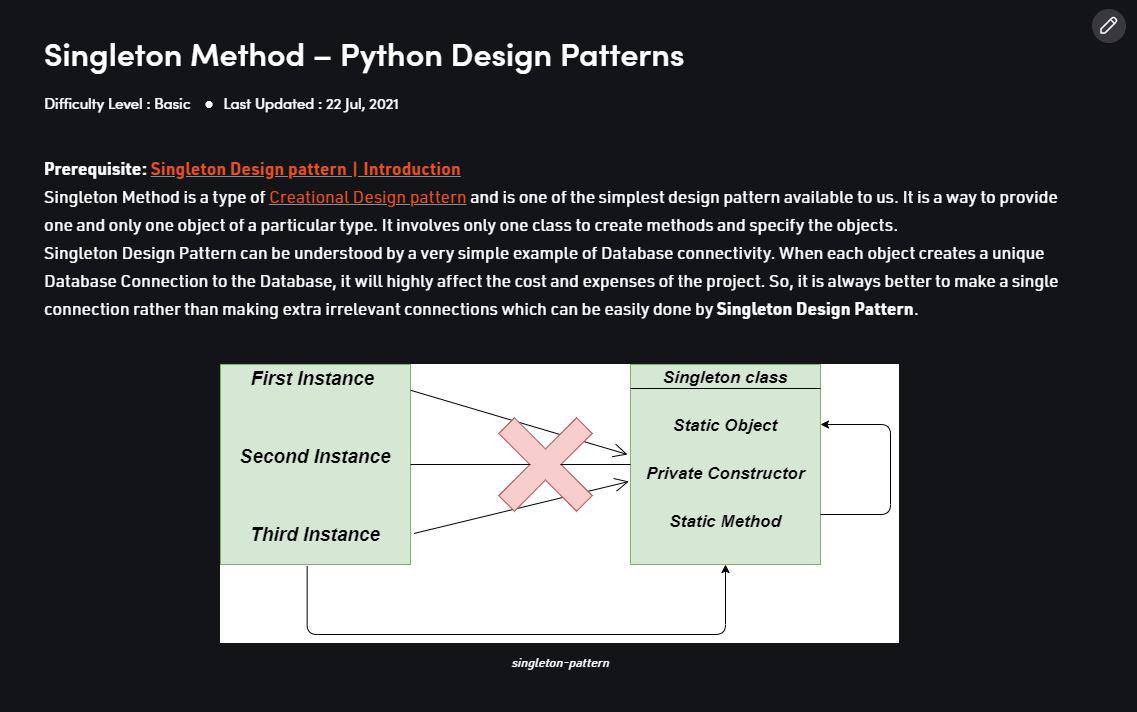 Singleton Method – Python Design Patterns
Difficulty Level : Basic ● Last Updated : 22 Jul, 2021
Prerequisite: Singleton Design pattern | Introduction
Singleton Method is a type of Creational Design pattern and is one of the simplest design pattern available to us. It is a way to provide
one and only one object of a particular type. It involves only one class to create methods and specify the objects.
Singleton Design Pattern can be understood by a very simple example of Database connectivity. When each object creates a unique
Database Connection to the Database, it will highly affect the cost and expenses of the project. So, it is always better to make a single
connection rather than making extra irrelevant connections which can be easily done by Singleton Design Pattern.
First Instance
Second Instance
Third Instance
Singleton class
Static Object
Private Constructor
Static Method
singleton-pattern